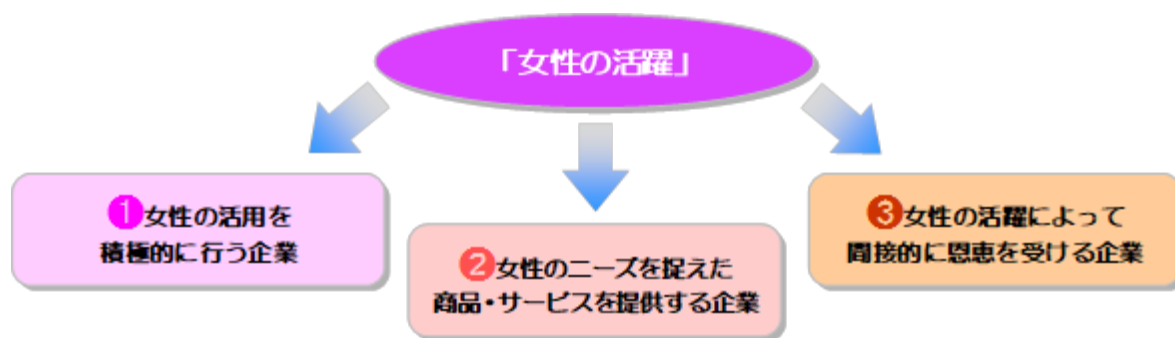 「女性の活躍」
❶女性の活用を
積極的に行う企業
❷女性のニーズを捉えた
商品・サービスを提供する企業
❸女性の活躍によって
間接的に恩恵を受ける企業